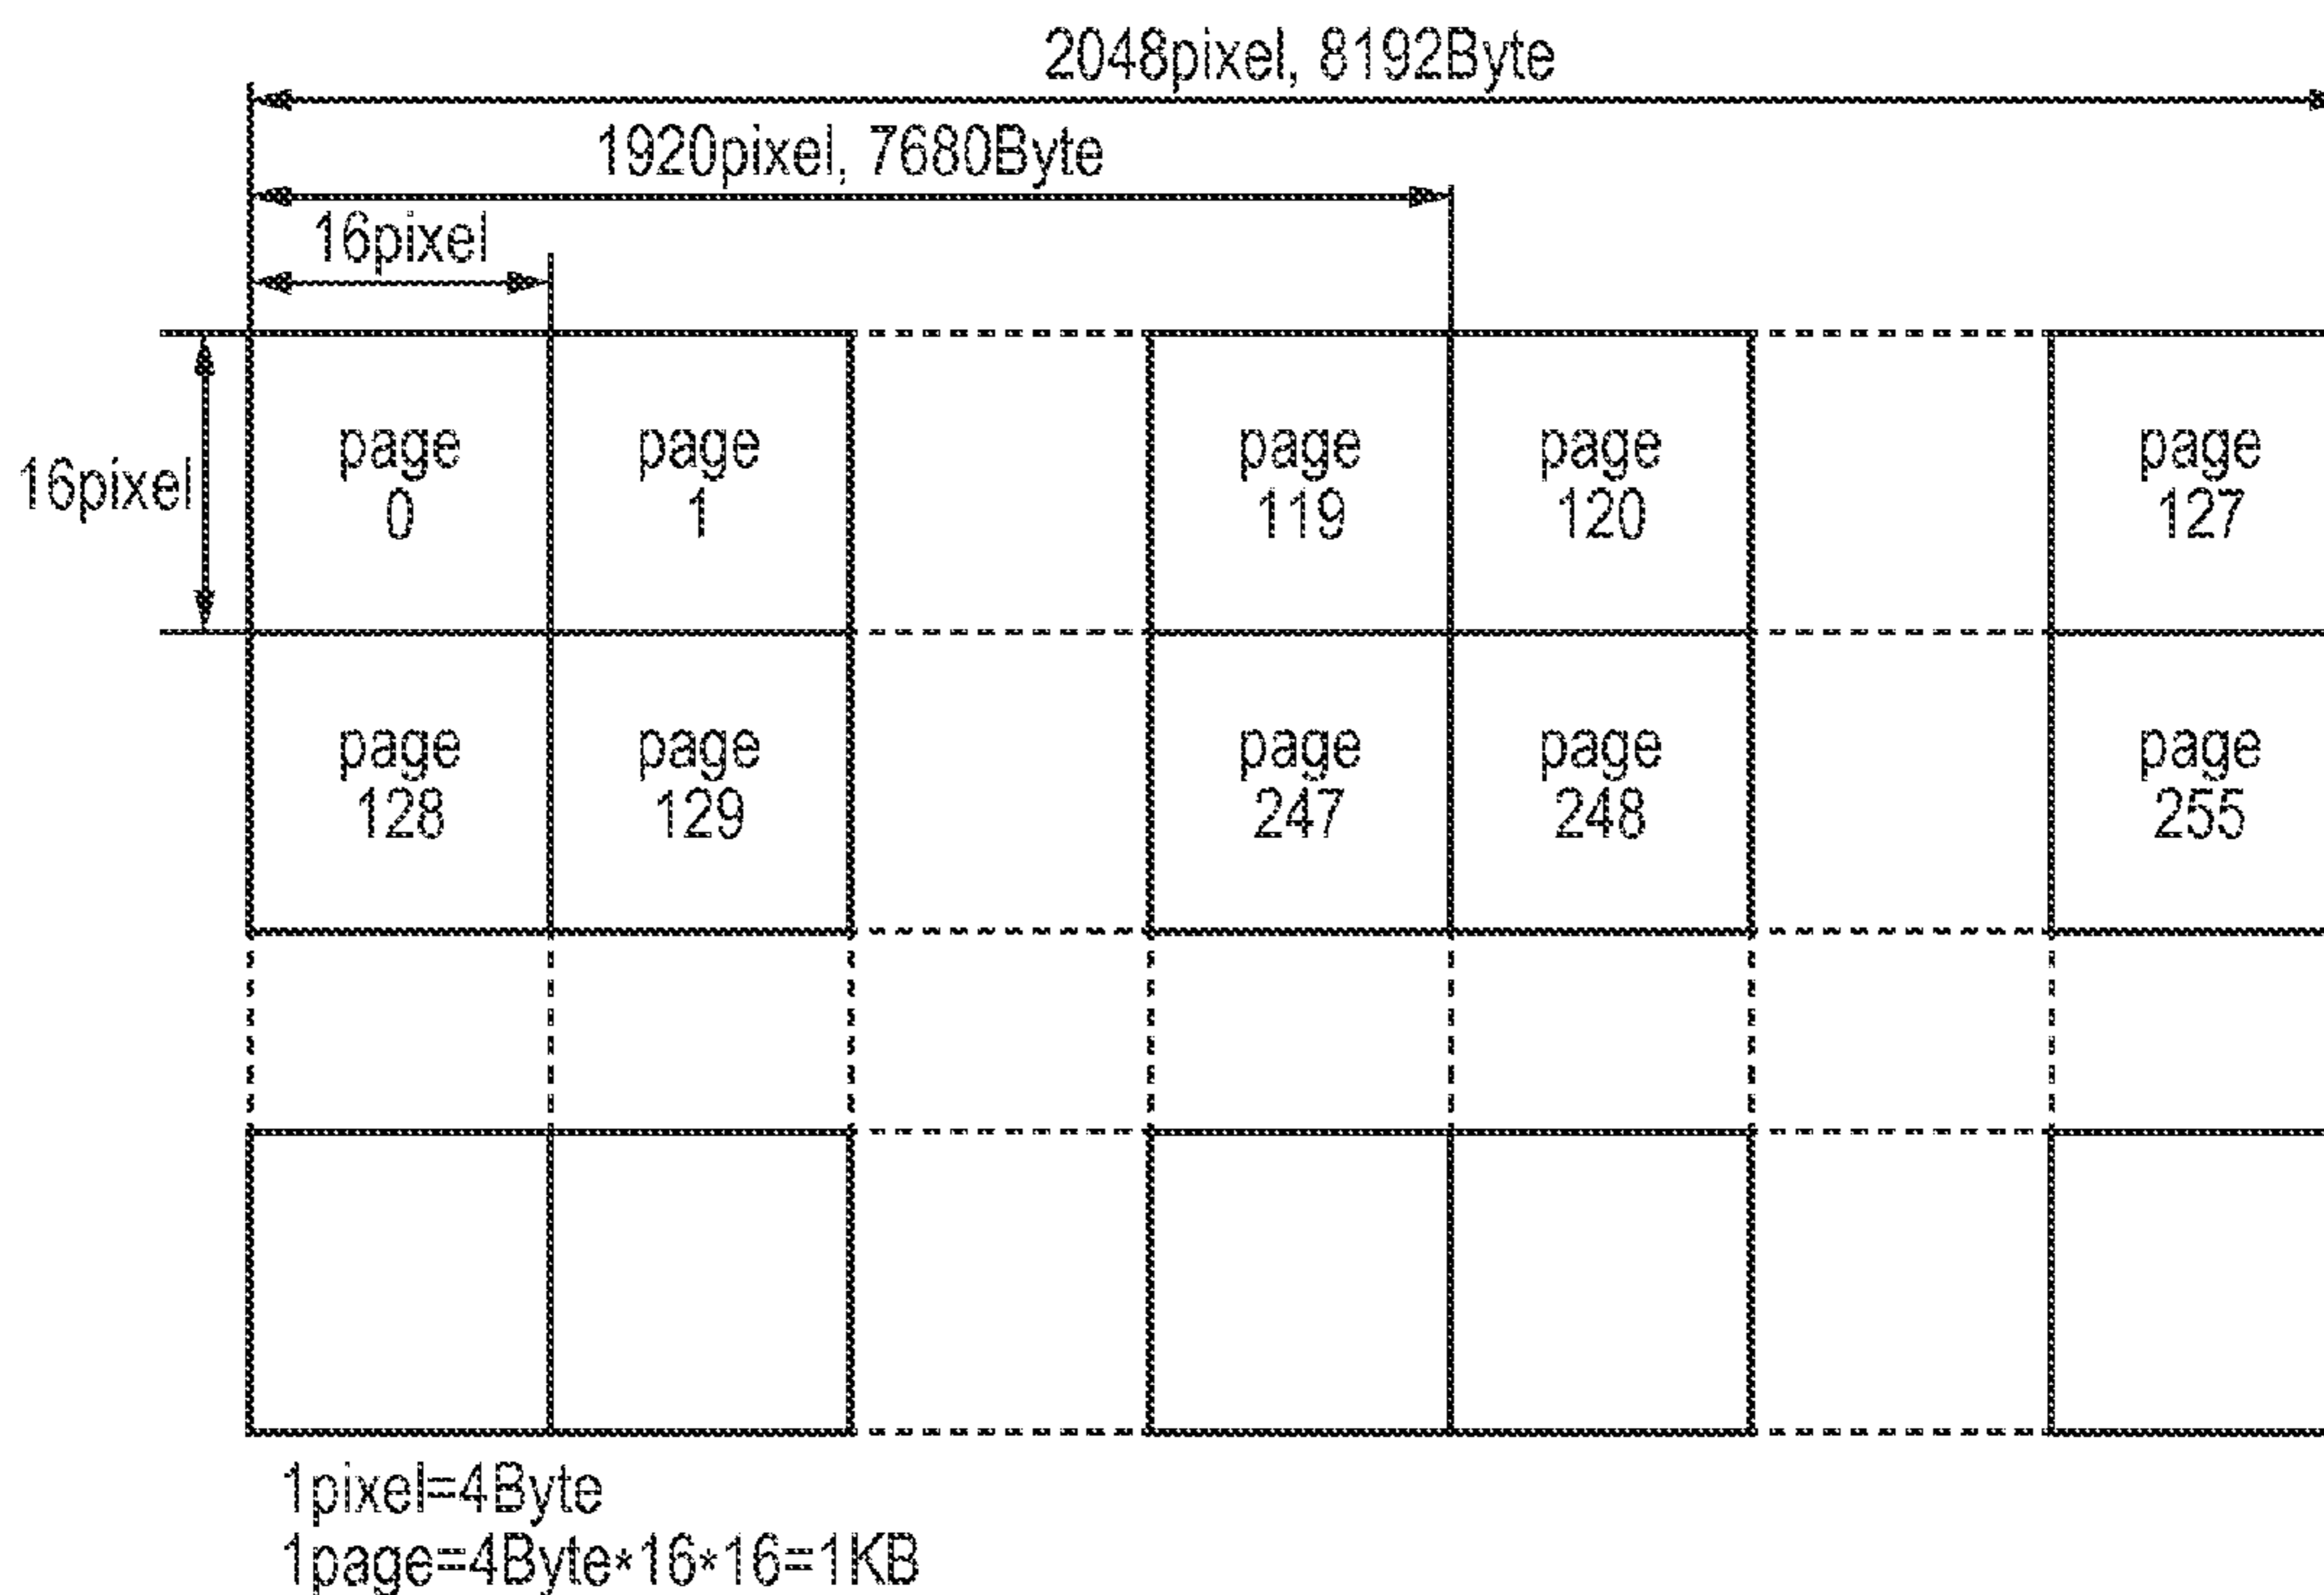 2048pixel, 8192Byte
1920pixel, 7680Byte
16pixel
16pixel
page
0
page
1
page
119
page
120
page
127
page
128
page
129
page
247
page
248
page
255
1pixel=4Byte
1page=4Byte*16*16=1KB